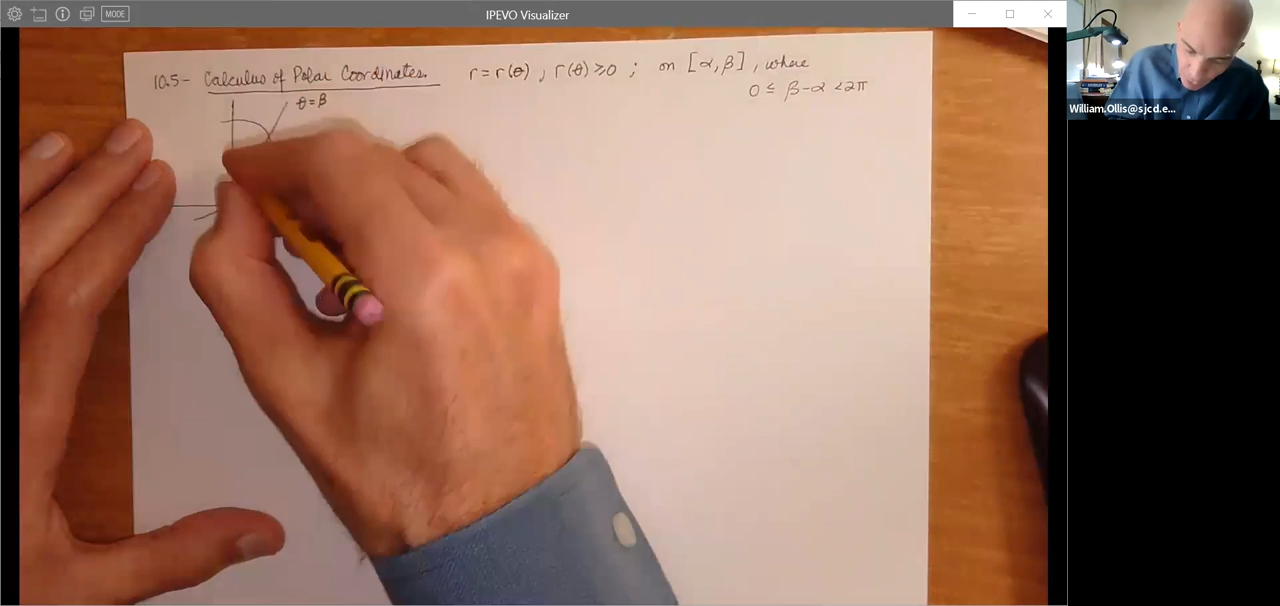 IPEVO Visualizer
MODE
William.Ollis@sjcd.e...
10.5 - Calculus of Polar Coordinates. r = r(θ) , r(θ) ≥ 0 ; on [α, β] , where
0 ≤ β - α < 2π
θ = β